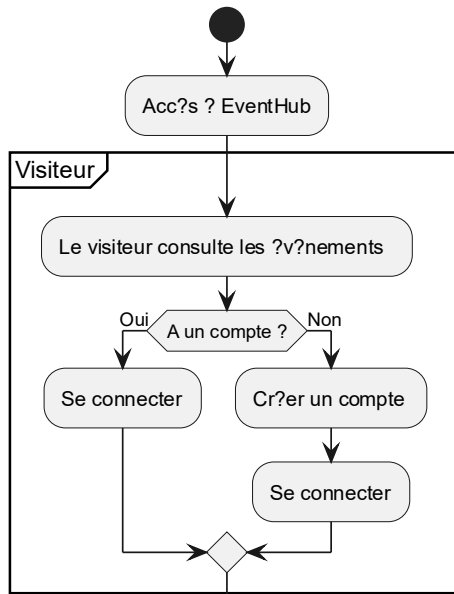 Acc?s ? EventHub
Visiteur
Le visiteur consulte les ?v?nements
A un compte ?
Oui
Non
Se connecter
Cr?er un compte
Se connecter